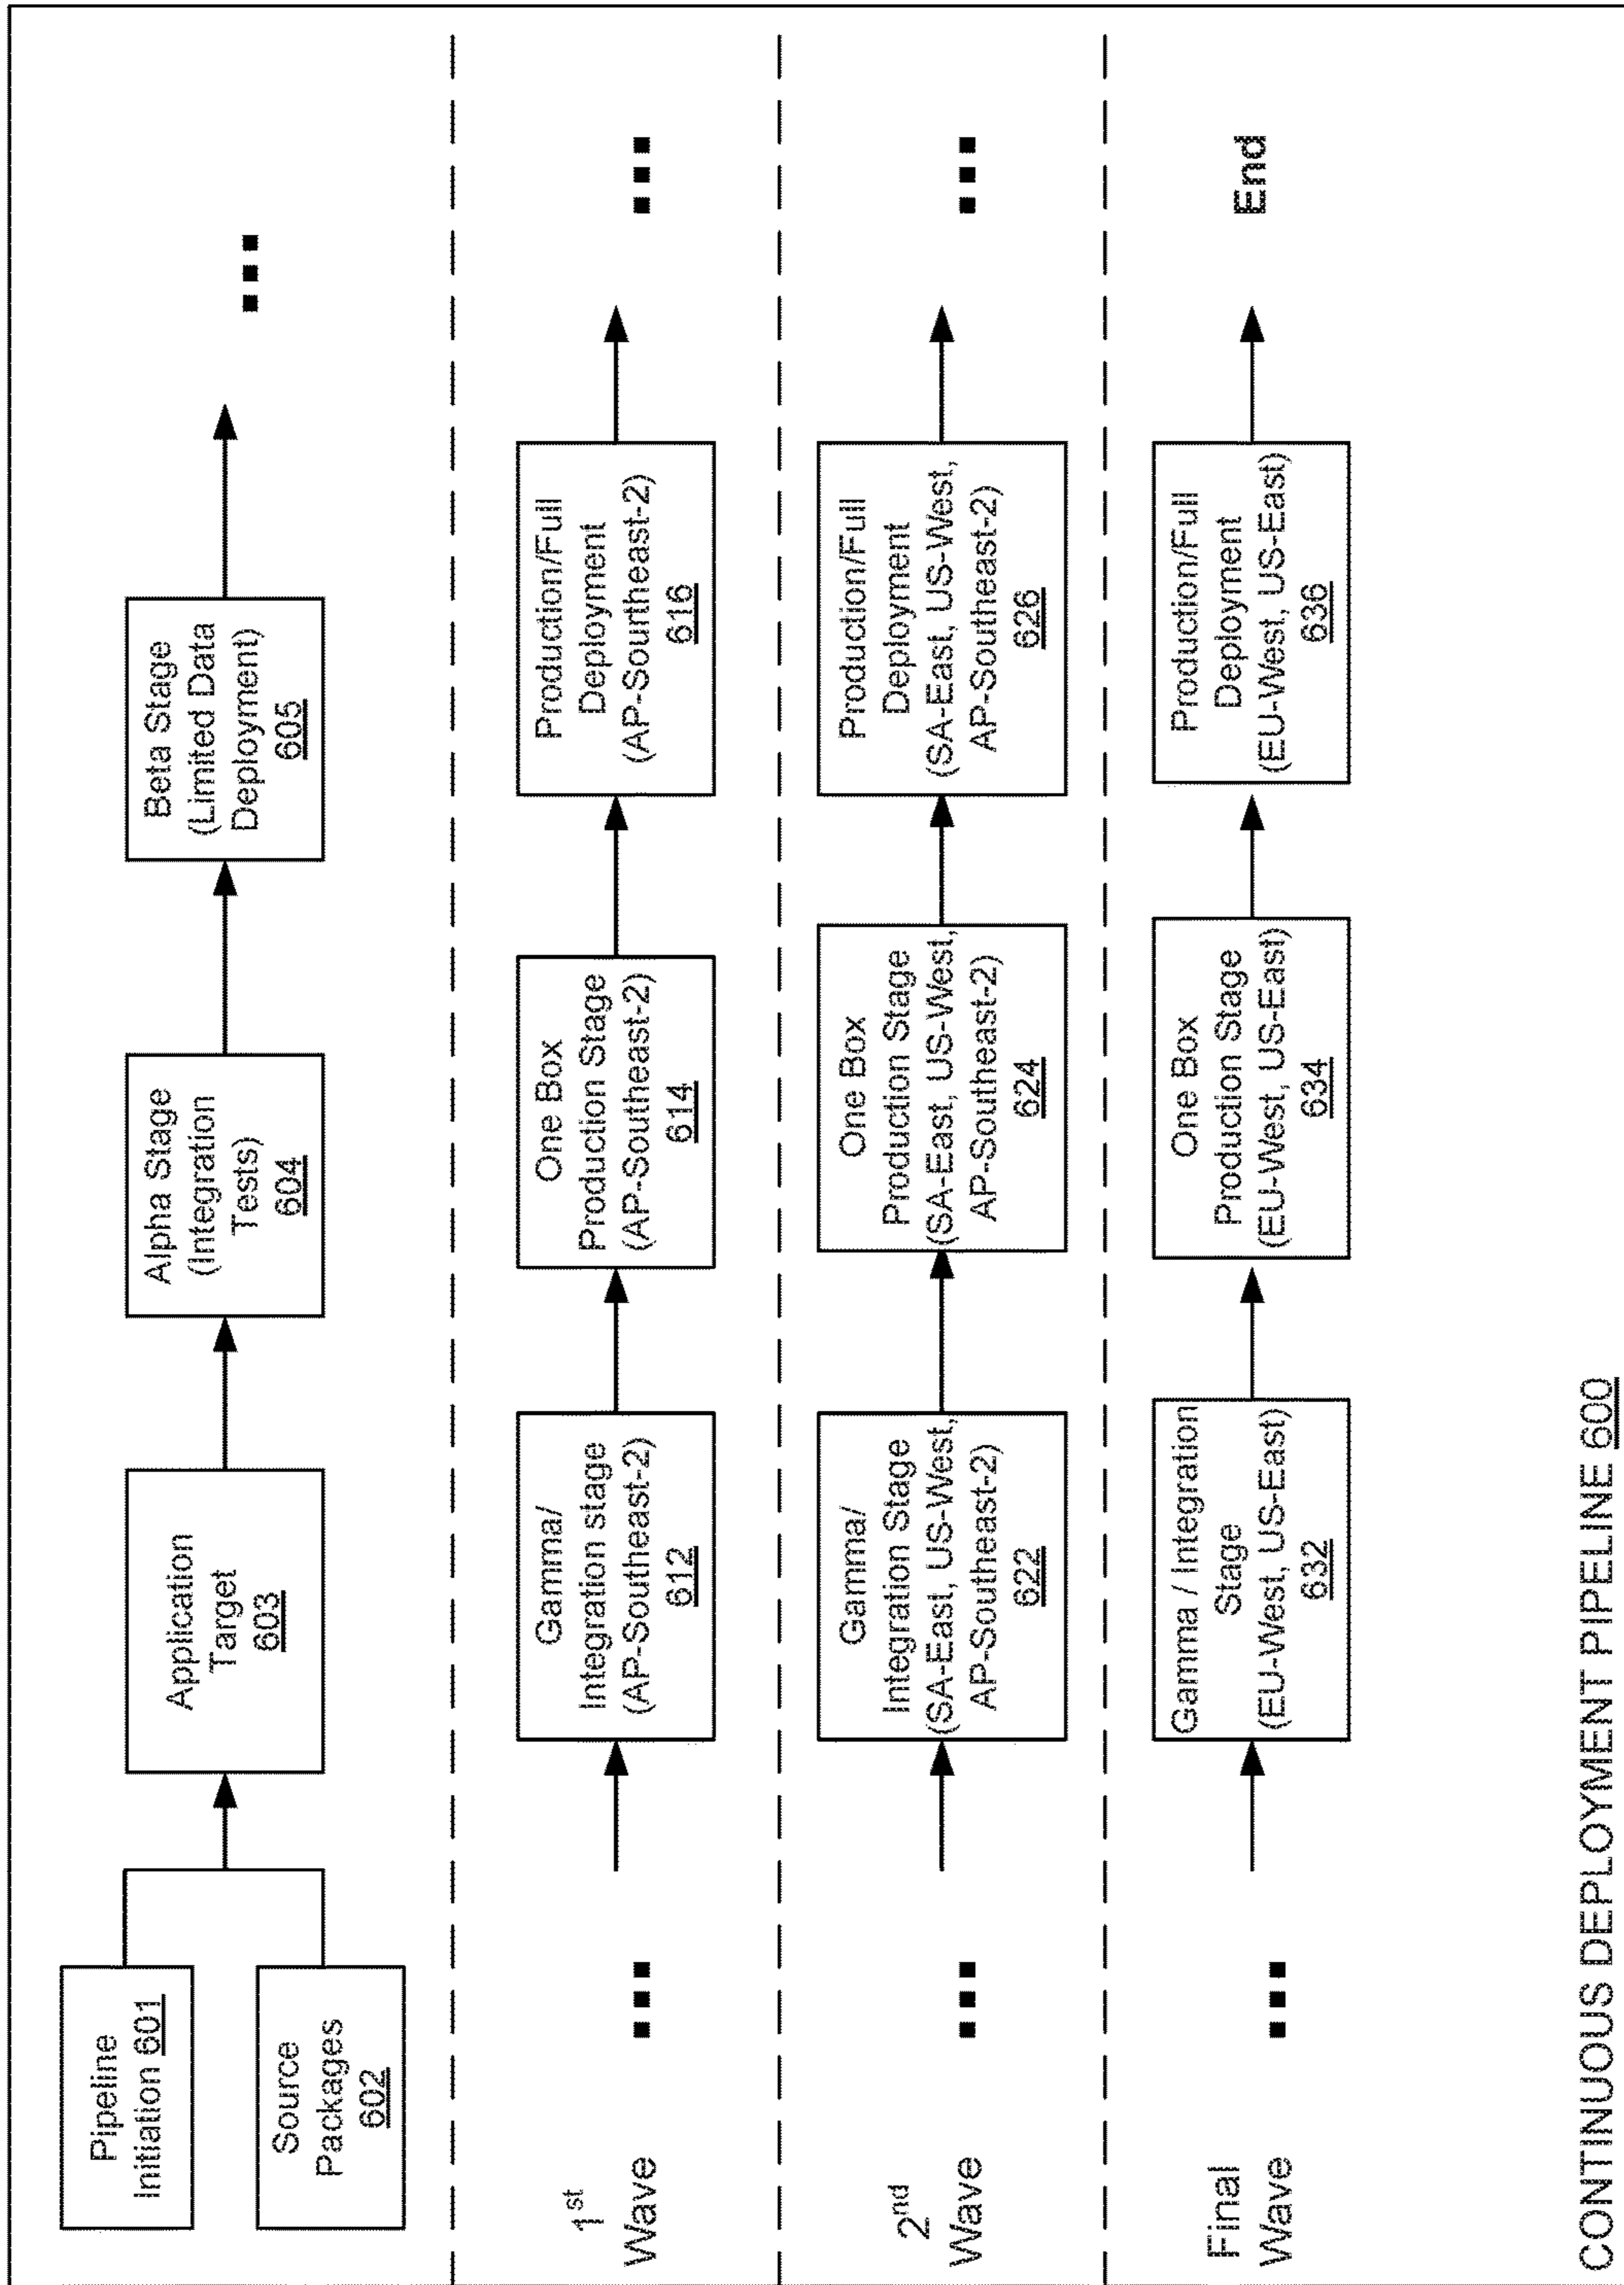 Pipeline
Initiation 601
Source
Packages
602
Application
Target
603
Alpha Stage
(Integration
Tests)
604
Beta Stage
(Limited Data
Deployment)
605
1st
Wave
Gamma/
Integration stage
(AP-Southeast-2)
612
One Box
Production Stage
(AP-Southeast-2)
614
Production/Full
Deployment
(AP-Sourtheast-2)
616
2nd
Wave
Gamma/
Integration Stage
(SA-East, US-West,
AP-Southeast-2)
622
One Box
Production Stage
(SA-East, US-West,
AP-Southeast-2)
624
Production/Full
Deployment
(SA-East, US-West,
AP-Southeast-2)
626
Final
Wave
Gamma / Integration
Stage
(EU-West, US-East)
632
One Box
Production Stage
(EU-West, US-East)
634
Production/Full
Deployment
(EU-West, US-East)
636
End
CONTINUOUS DEPLOYMENT PIPELINE 600